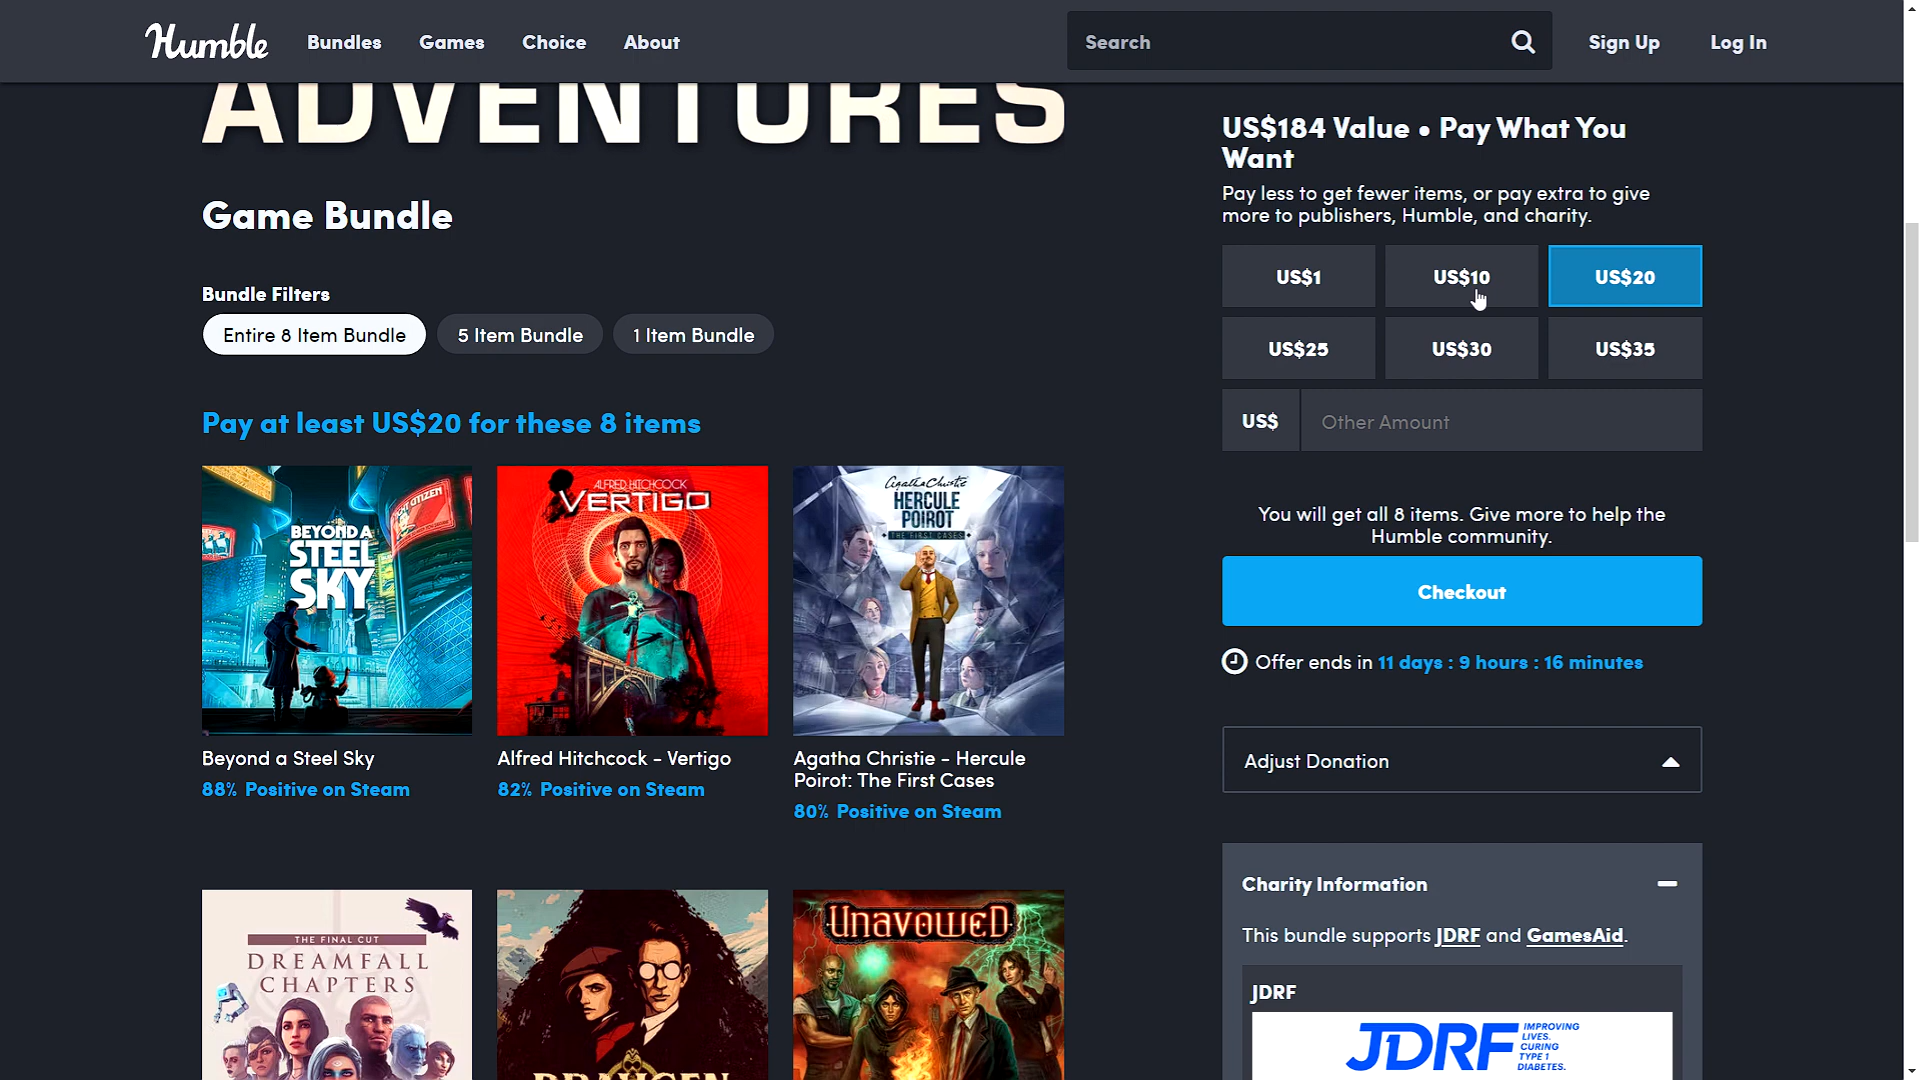 Humble
Bundles
Games
Choice
About
Search
Sign Up
Log In
ADVENTURES
Game Bundle
Bundle Filters
Entire 8 Item Bundle
5 Item Bundle
1 Item Bundle
Pay at least US$20 for these 8 items
BEYOND A
STEEL
SKY
CITIZEN
Beyond a Steel Sky
88% Positive on Steam
ALFRED HITCHCOCK
VERTIGO
Alfred Hitchcock - Vertigo
82% Positive on Steam
Agatha Christie
HERCULE
POIROT
THE FIRST CASES
Agatha Christie - Hercule
Poirot: The First Cases
80% Positive on Steam
THE FINAL CUT
DREAMFALL
CHAPTERS
DRAUGEN
UNAVOWED
US$184 Value • Pay What You
Want
Pay less to get fewer items, or pay extra to give
more to publishers, Humble, and charity.
US$1
US$10
US$20
US$25
US$30
US$35
US$
Other Amount
You will get all 8 items. Give more to help the
Humble community.
Checkout
Offer ends in 11 days : 9 hours : 16 minutes
Adjust Donation
Charity Information
This bundle supports JDRF and GamesAid.
JDRF
JDRF
IMPROVING
LIVES.
CURING
TYPE 1
DIABETES.